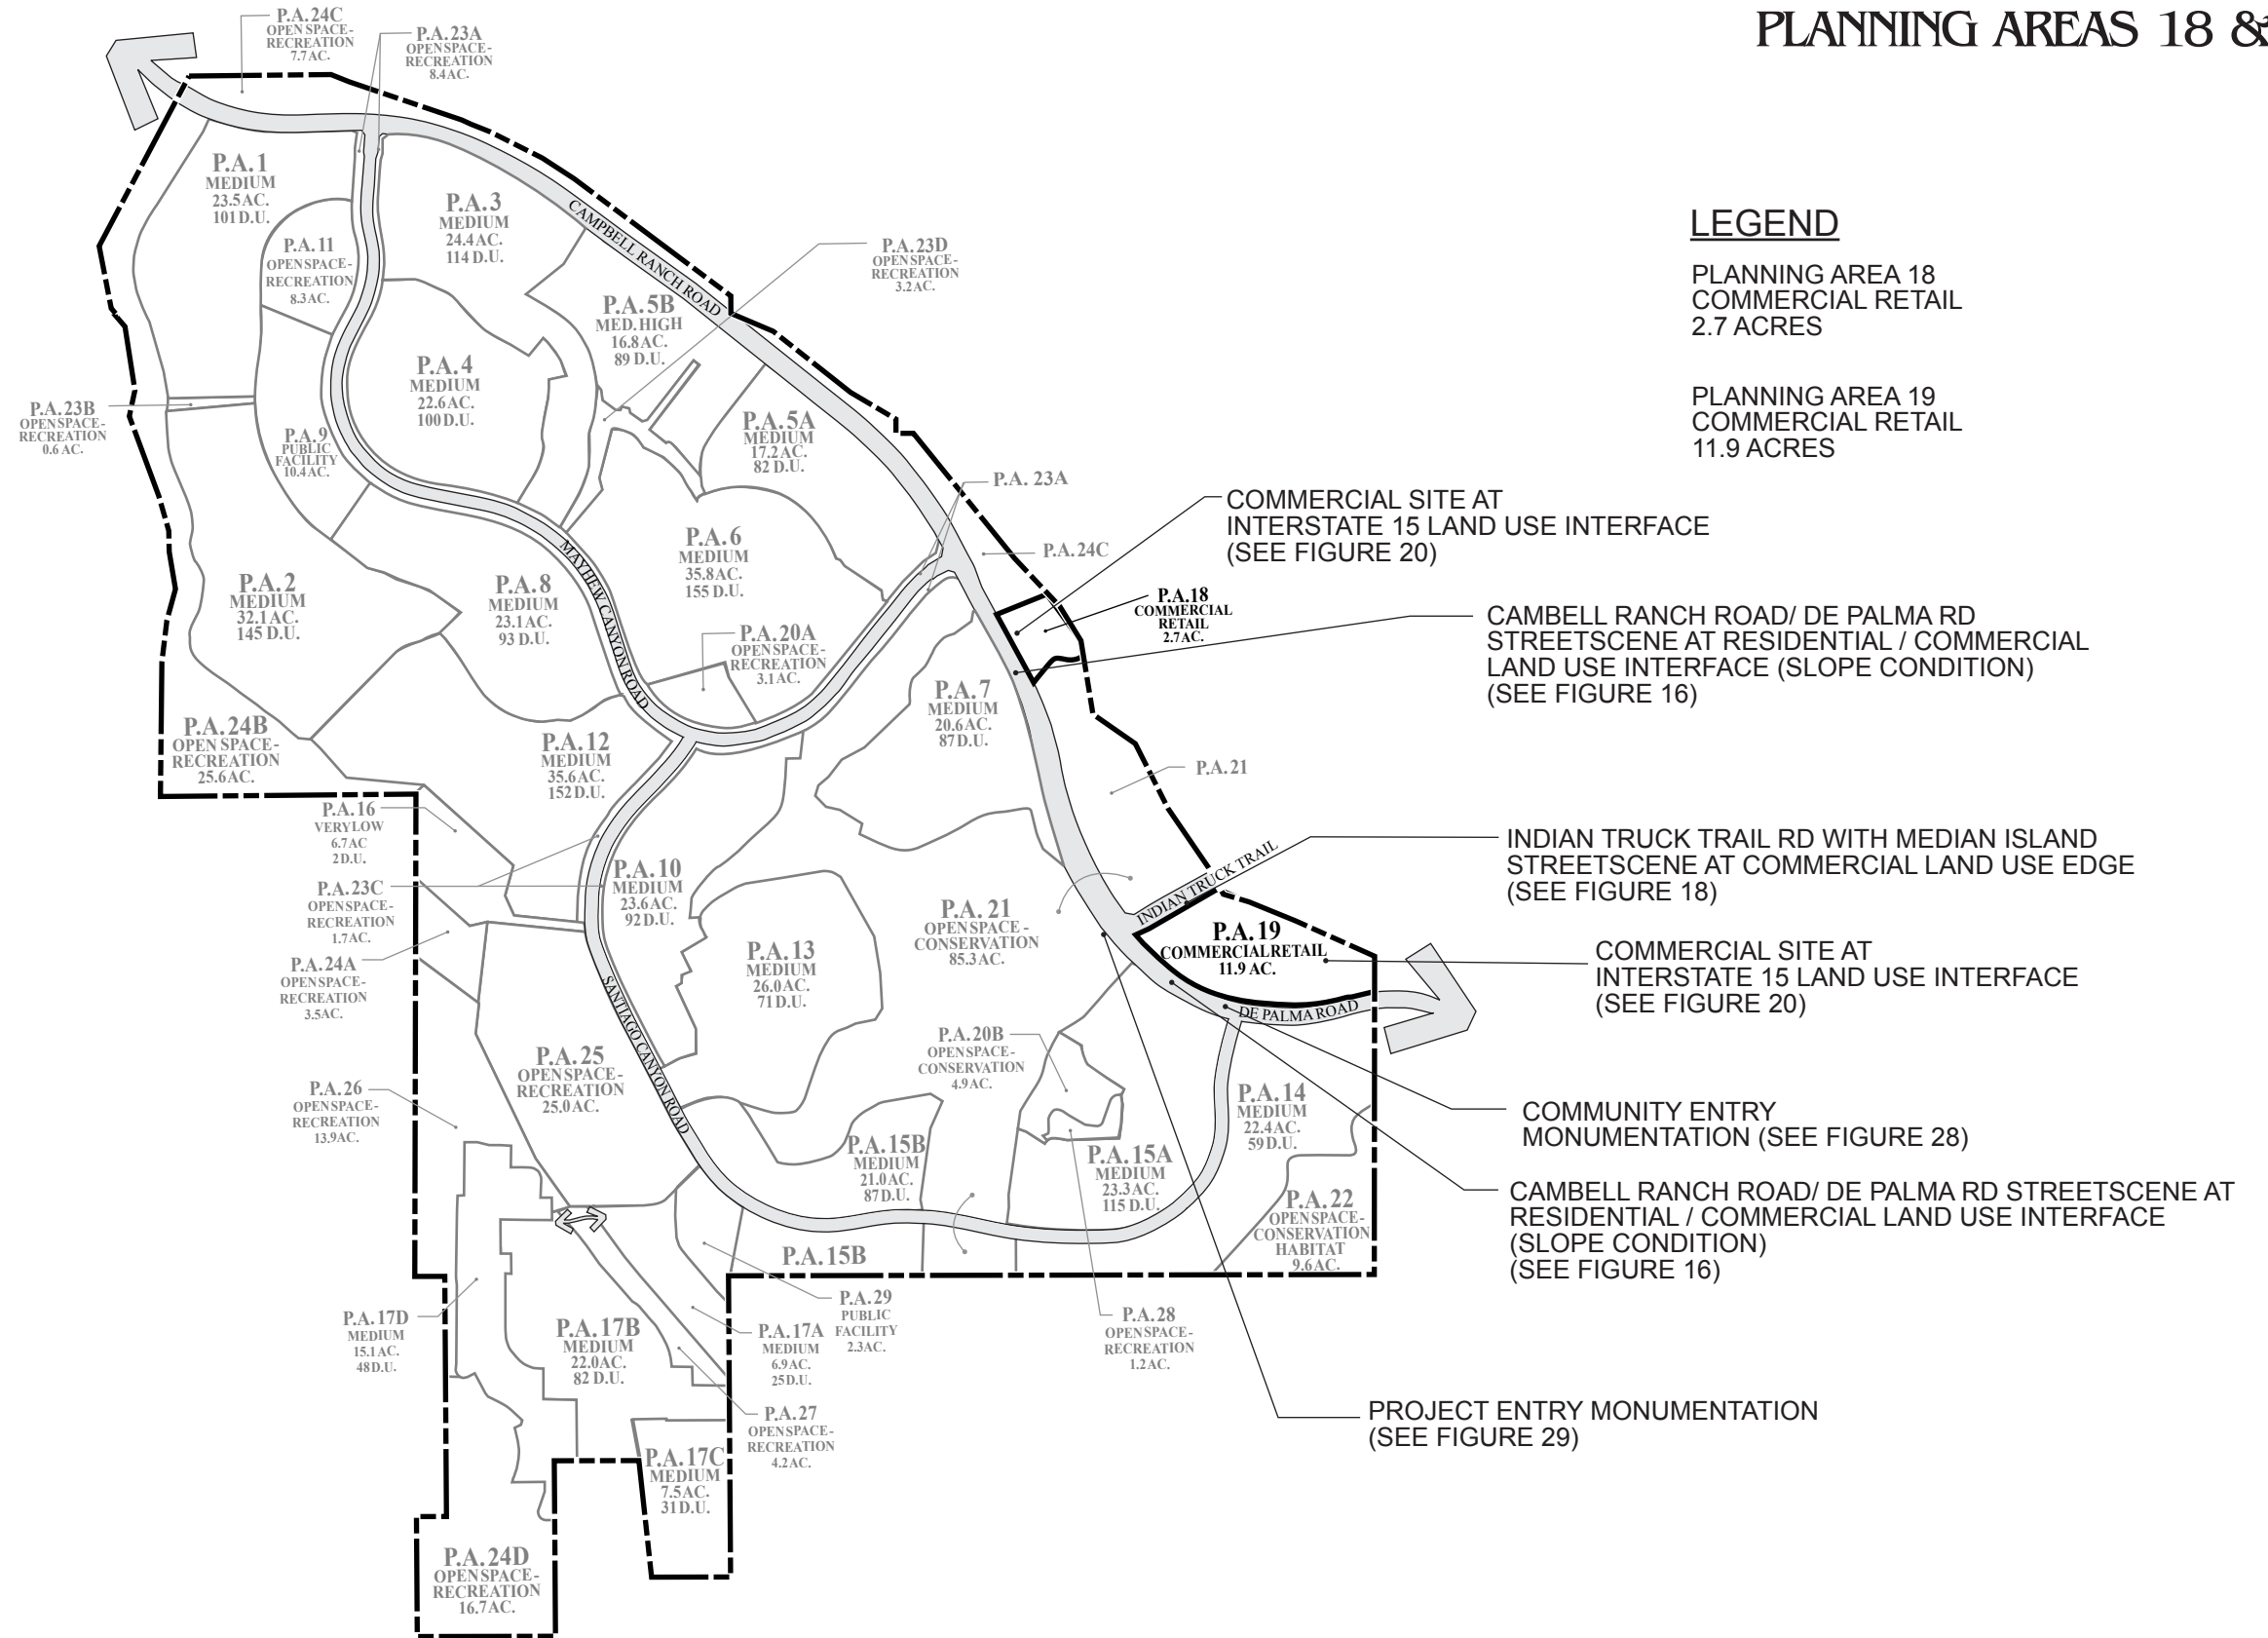 PLANNING AREAS 18 &
P.A.24C
OPEN SPACE-
RECREATION
7.7 AC.
P.A.23A
OPEN SPACE-
RECREATION
8.4 AC.
P.A.1
MEDIUM
23.5 AC.
101 D.U.
P.A.3
MEDIUM
24.4 AC.
114 D.U.
CAMPBELL RANCH ROAD
P.A.11
OPEN SPACE-
RECREATION
8.3 AC.
P.A.23D
OPEN SPACE-
RECREATION
3.2 AC.
LEGEND
PLANNING AREA 18
COMMERCIAL RETAIL
2.7 ACRES
PLANNING AREA 19
COMMERCIAL RETAIL
11.9 ACRES
P.A.5B
MED. HIGH
16.8 AC.
89 D.U.
P.A.4
MEDIUM
22.6 AC.
100 D.U.
P.A.23B
OPEN SPACE-
RECREATION
0.6 AC.
P.A.9
PUBLIC
FACILITY
10.4 AC.
P.A.5A
MEDIUM
17.2 AC.
82 D.U.
P.A. 23A
COMMERCIAL SITE AT
INTERSTATE 15 LAND USE INTERFACE
(SEE FIGURE 20)
P.A.24C
P.A.6
MEDIUM
35.8 AC.
155 D.U.
MAYHEW CANYON ROAD
P.A.2
MEDIUM
32.1 AC.
145 D.U.
P.A.8
MEDIUM
23.1 AC.
93 D.U.
P.A.18
COMMERCIAL
RETAIL
2.7 AC.
CAMBELL RANCH ROAD/ DE PALMA RD
STREETSCENE AT RESIDENTIAL / COMMERCIAL
LAND USE INTERFACE (SLOPE CONDITION)
(SEE FIGURE 16)
P.A.20A
OPEN SPACE-
RECREATION
3.1 AC.
P.A.7
MEDIUM
20.6 AC.
87 D.U.
P.A.24B
OPEN SPACE-
RECREATION
25.6 AC.
P.A.12
MEDIUM
35.6 AC.
152 D.U.
P.A.21
P.A.16
VERY LOW
6.7 AC
2 D.U.
INDIAN TRUCK TRAIL
INDIAN TRUCK TRAIL RD WITH MEDIAN ISLAND
STREETSCENE AT COMMERCIAL LAND USE EDGE
(SEE FIGURE 18)
P.A.23C
OPEN SPACE-
RECREATION
1.7 AC.
P.A.10
MEDIUM
23.6 AC.
92 D.U.
P.A. 21
OPEN SPACE -
CONSERVATION
85.3 AC.
P.A.19
COMMERCIAL RETAIL
11.9 AC.
COMMERCIAL SITE AT
INTERSTATE 15 LAND USE INTERFACE
(SEE FIGURE 20)
P.A.13
MEDIUM
26.0 AC.
71 D.U.
P.A.24A
OPEN SPACE-
RECREATION
3.5 AC.
SANTIAGO CANYON ROAD
DE PALMA ROAD
P.A.20B
OPEN SPACE-
CONSERVATION
4.9 AC.
P.A.25
OPEN SPACE-
RECREATION
25.0 AC.
P.A.26
OPEN SPACE-
RECREATION
13.9 AC.
P.A.14
MEDIUM
22.4 AC.
59 D.U.
COMMUNITY ENTRY
MONUMENTATION (SEE FIGURE 28)
P.A.15B
MEDIUM
21.0 AC.
87 D.U.
P.A.15A
MEDIUM
23.3 AC.
115 D.U.
P.A.22
OPEN SPACE-
CONSERVATION
HABITAT
9.6 AC.
CAMBELL RANCH ROAD/ DE PALMA RD STREETSCENE AT
RESIDENTIAL / COMMERCIAL LAND USE INTERFACE
(SLOPE CONDITION)
(SEE FIGURE 16)
P.A.15B
P.A.29
PUBLIC
FACILITY
2.3 AC.
P.A.17D
MEDIUM
15.1 AC.
48 D.U.
P.A.17B
MEDIUM
22.0 AC.
82 D.U.
P.A.17A
MEDIUM
6.9 AC.
25 D.U.
P.A.28
OPEN SPACE-
RECREATION
1.2 AC.
P.A.27
OPEN SPACE-
RECREATION
4.2 AC.
PROJECT ENTRY MONUMENTATION
(SEE FIGURE 29)
P.A.17C
MEDIUM
7.5 AC.
31 D.U.
P.A.24D
OPEN SPACE-
RECREATION
16.7 AC.